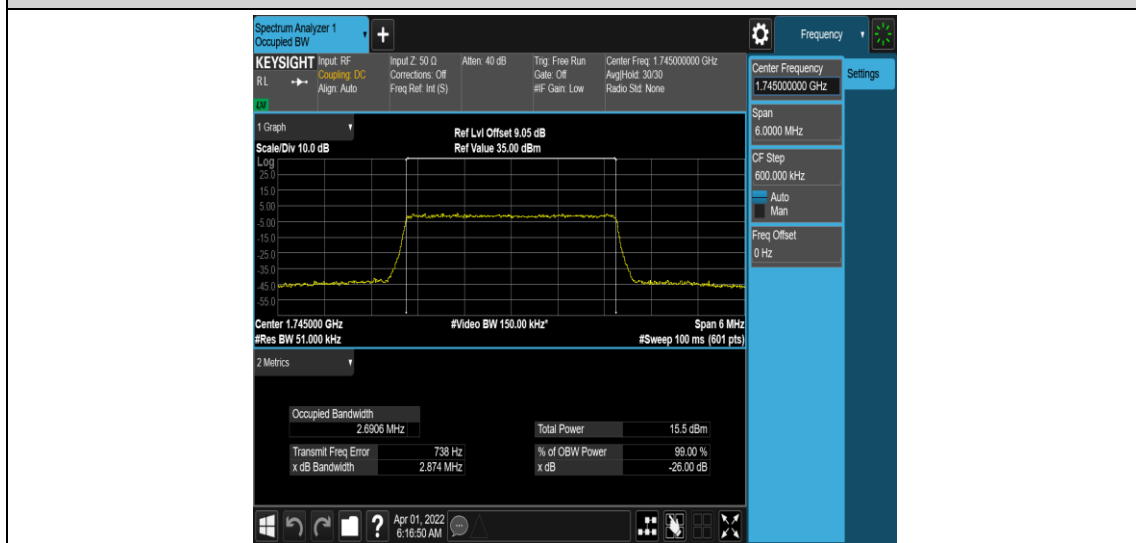 Spectrum Analyzer 1
Occupied BW
+
Frequency
KEYSIGHT
RL
Input: RF
Coupling: DC
Align: Auto
Input Z: 50 Ω
Corrections: Off
Freq Ref: Int (S)
Atten: 40 dB
Trig: Free Run
Gate: Off
#IF Gain: Low
Center Freq: 1.745000000 GHz
Avg|Hold: 30/30
Radio Std: None
Center Frequency
1.745000000 GHz
Settings
Span
6.0000 MHz
CF Step
600.000 kHz
Auto
Man
Freq Offset
0 Hz
1 Graph
Scale/Div 10.0 dB
Ref Lvl Offset 9.05 dB
Ref Value 35.00 dBm
Log
25.0
15.0
5.00
-5.00
-15.0
-25.0
-35.0
-45.0
-55.0
Center 1.745000 GHz
#Video BW 150.00 kHz*
Span 6 MHz
#Res BW 51.000 kHz
#Sweep 100 ms (601 pts)
2 Metrics
Occupied Bandwidth
2.6906 MHz
Total Power 15.5 dBm
Transmit Freq Error 738 Hz
% of OBW Power 99.00 %
x dB Bandwidth 2.874 MHz
x dB -26.00 dB
?
Apr 01, 2022
6:16:50 AM